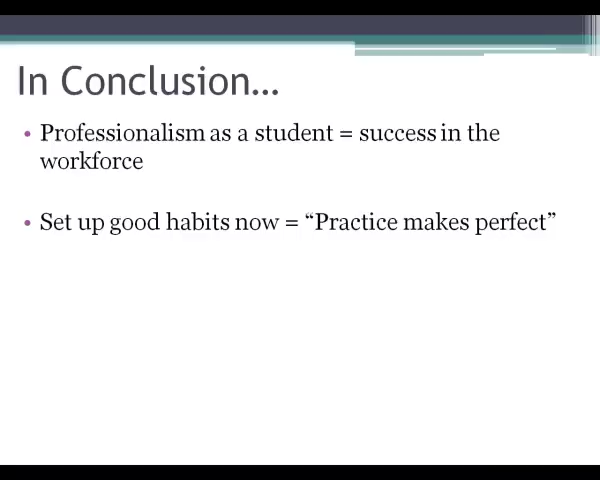 In Conclusion...
• Professionalism as a student = success in the
workforce
• Set up good habits now = “Practice makes perfect”